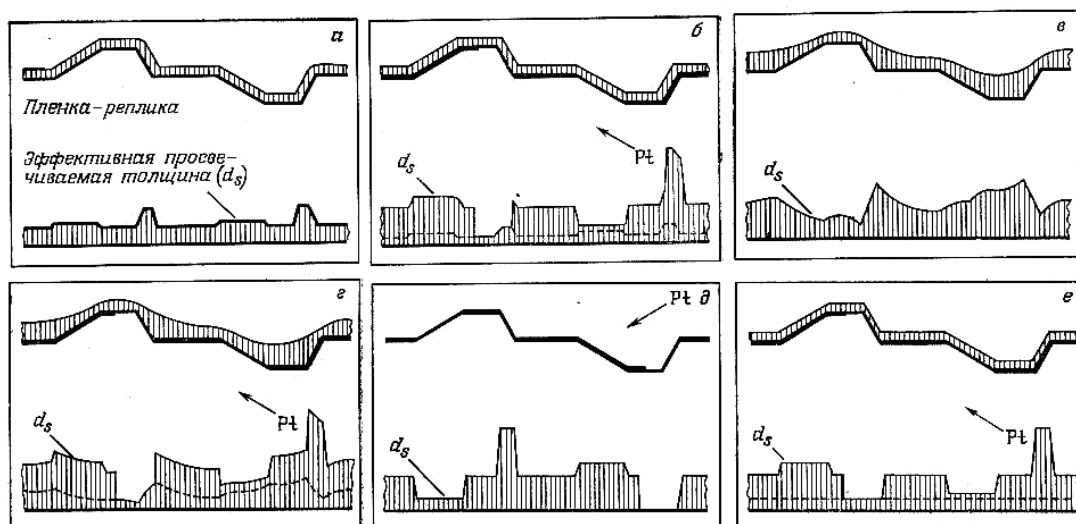 а
Пленка-реплика
Эффективная просве-
чиваемая толщина (ds)
б
Pt
ds
в
ds
г
Pt
ds
Pt д
ds
е
Pt
ds